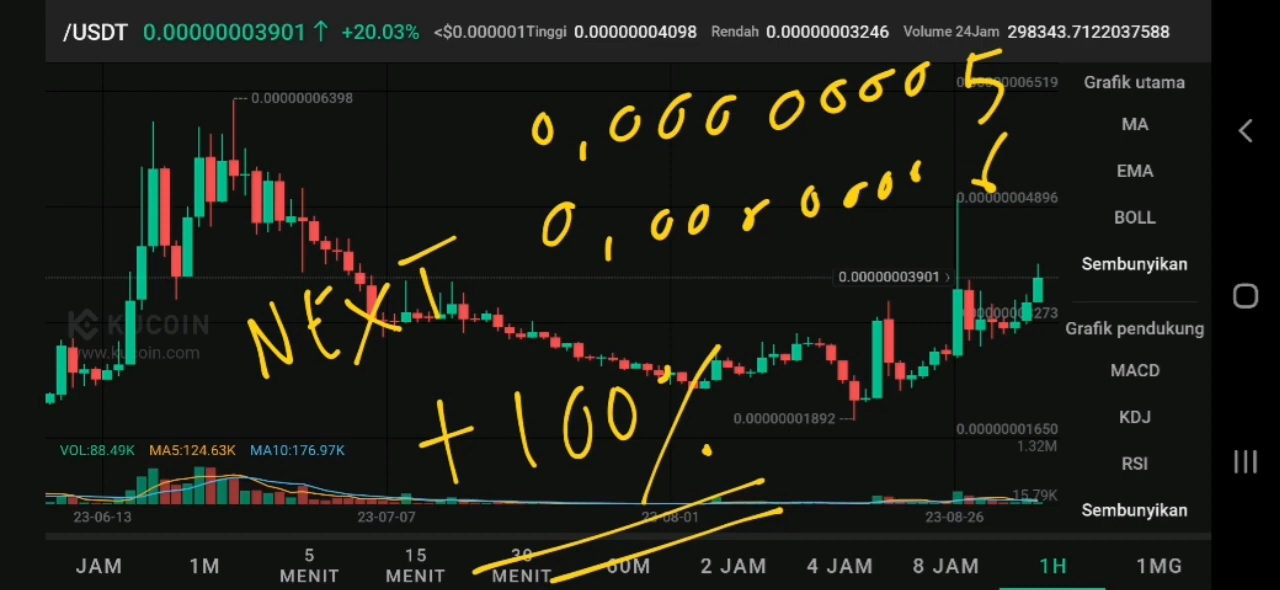 /USDT 0.00000003901 ↑ +20.03% <$0.000001 Tinggi 0.00000004098 Rendah 0.00000003246 Volume 24Jam 298343.7122037588
0.00000006398
0,00000005
Grafik utama
MA
EMA
0.00000004896
BOLL
NEXT
0.00000003901
Sembunyikan
KUCOIN
www.kucoin.com
Grafik pendukung
MACD
+100%
0.00000001892
KDJ
0.00000001650
VOL:88.49K MA5:124.63K MA10:176.97K
1.32M
RSI
15.79K
Sembunyikan
23-06-13 23-07-07 23-08-01 23-08-26
JAM 1M 5 MENIT 15 MENIT 30 MENIT 60M 2 JAM 4 JAM 8 JAM 1H 1MG